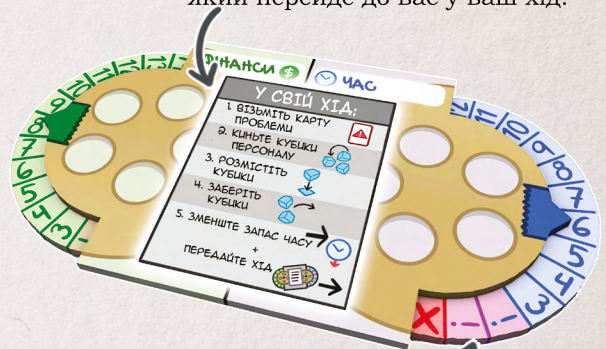 який перейде до вас у ваш хід.
ФІНАНСИ $
ЧАС
У СВІЙ ХІД:
1. ВІЗЬМІТЬ КАРТУ
ПРОБЛЕМИ
2. КИНЬТЕ КУБИКИ
ПЕРСОНАЛУ
3. РОЗМІСТІТЬ
КУБИКИ
4. ЗАБЕРІТЬ
КУБИКИ
5. ЗМЕНШТЕ ЗАПАС ЧАСУ
+
ПЕРЕДАЙТЕ ХІД